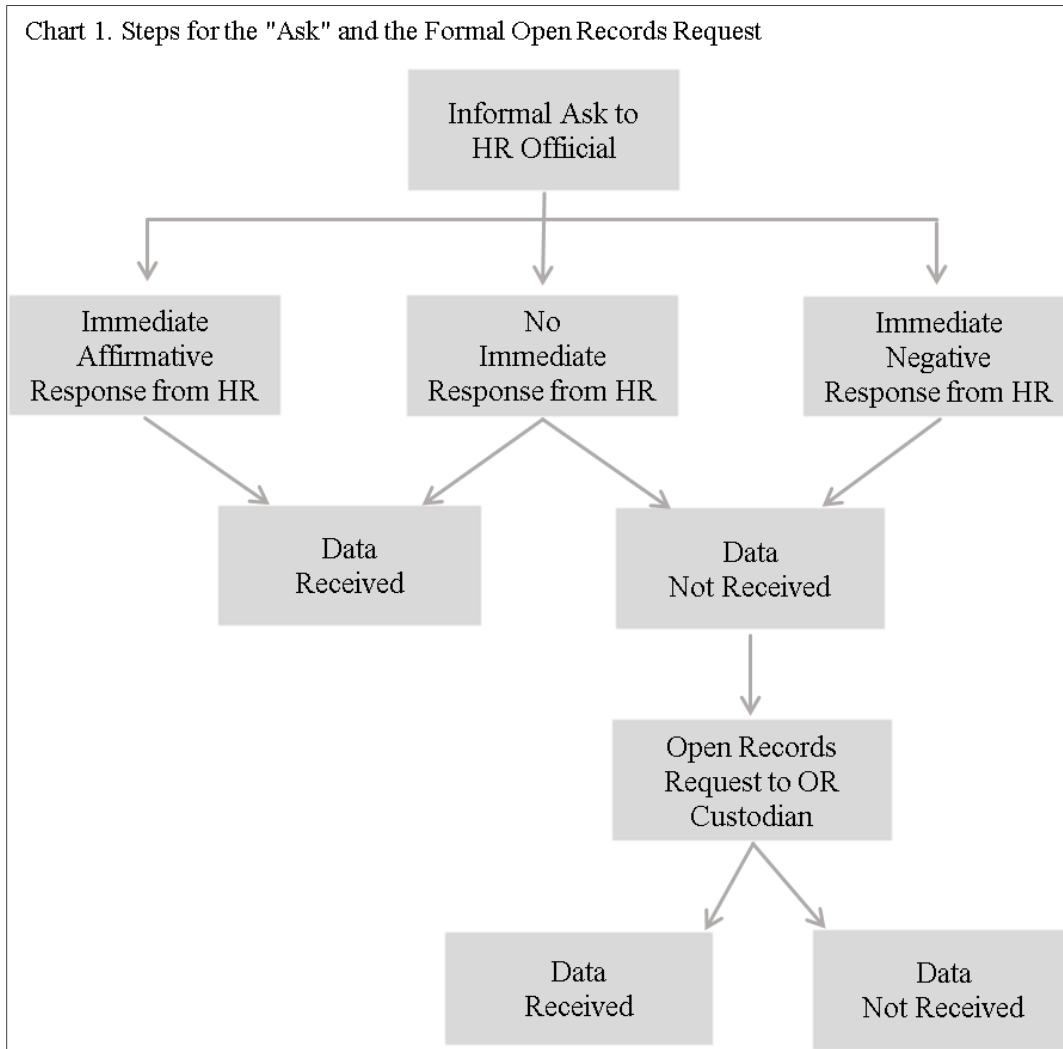 Chart 1. Steps for the "Ask" and the Formal Open Records Request
Informal Ask to
HR Offiicial
Immediate
Affirmative
Response from HR
No
Immediate
Response from HR
Immediate
Negative
Response from HR
Data
Received
Data
Not Received
Open Records
Request to OR
Custodian
Data
Received
Data
Not Received